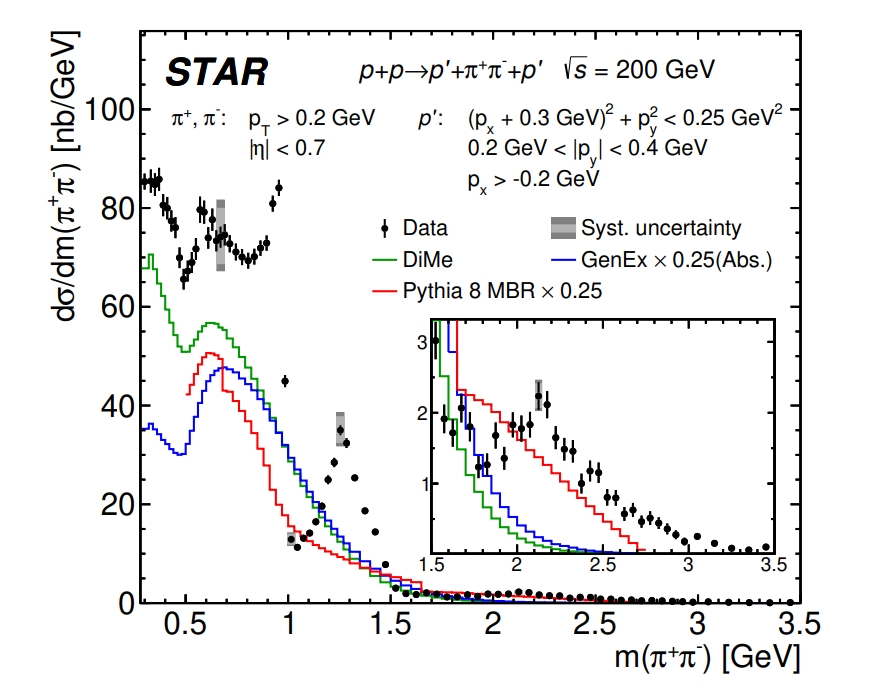 STAR p+p→p′+π⁺π⁻+p′ √s = 200 GeV
π⁺, π⁻: p_T > 0.2 GeV p′: (p_x + 0.3 GeV)² + p_y² < 0.25 GeV²
|η| < 0.7 0.2 GeV < |p_y| < 0.4 GeV
p_x > -0.2 GeV
Data Syst. uncertainty
DiMe GenEx × 0.25(Abs.)
Pythia 8 MBR × 0.25
dσ/dm(π⁺π⁻) [nb/GeV]
100
80
60
40
20
0
3
2
1
1.5 2 2.5 3 3.5
0.5 1 1.5 2 2.5 3 3.5
m(π⁺π⁻) [GeV]